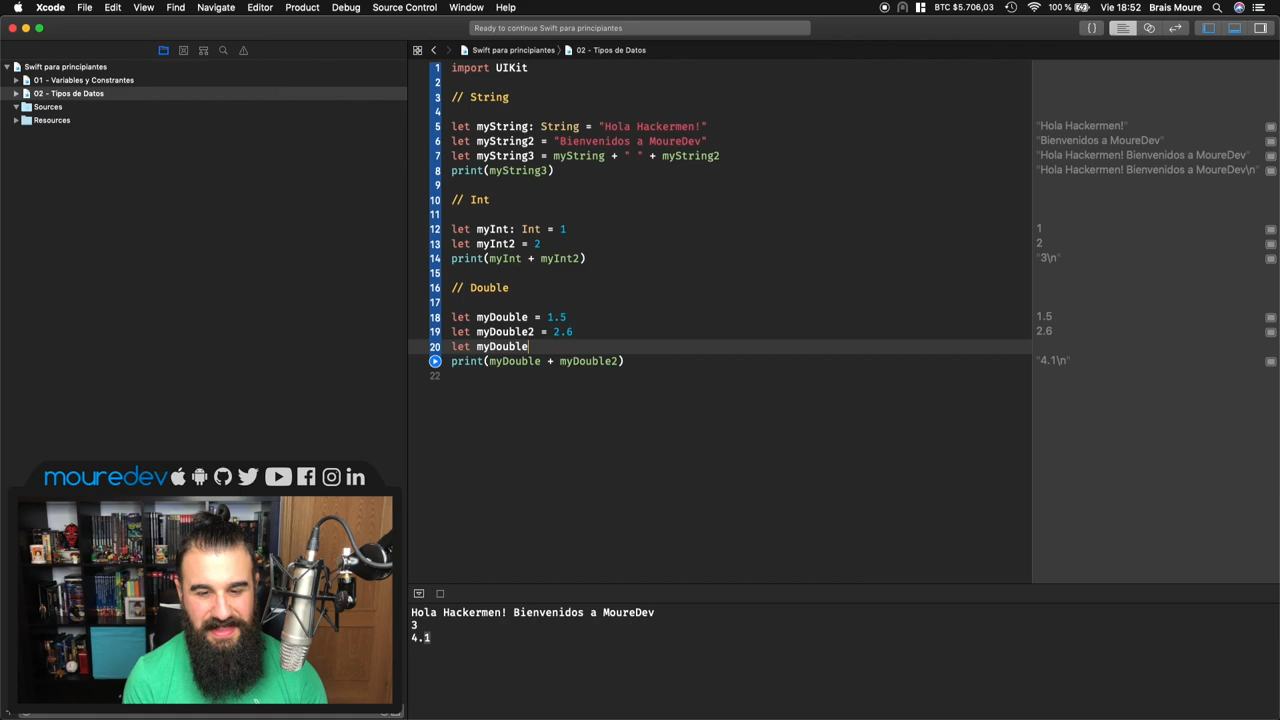 Xcode File Edit View Find Navigate Editor Product Debug Source Control Window Help
BTC $5.706,03 100 % Vie 18:52 Brais Moure
Ready to continue Swift para principiantes
Swift para principiantes
01 - Variables y Constrantes
02 - Tipos de Datos
Sources
Resources
Swift para principiantes 02 - Tipos de Datos
1 import UIKit
2
3 // String
4
5 let myString: String = "Hola Hackermen!"
6 let myString2 = "Bienvenidos a MoureDev"
7 let myString3 = myString + " " + myString2
8 print(myString3)
9
10 // Int
11
12 let myInt: Int = 1
13 let myInt2 = 2
14 print(myInt + myInt2)
15
16 // Double
17
18 let myDouble = 1.5
19 let myDouble2 = 2.6
20 let myDouble
print(myDouble + myDouble2)
22
"Hola Hackermen!"
"Bienvenidos a MoureDev"
"Hola Hackermen! Bienvenidos a MoureDev"
"Hola Hackermen! Bienvenidos a MoureDev\n"
1
2
"3\n"
1.5
2.6
"4.1\n"
mouredev
Hola Hackermen! Bienvenidos a MoureDev
3
4.1